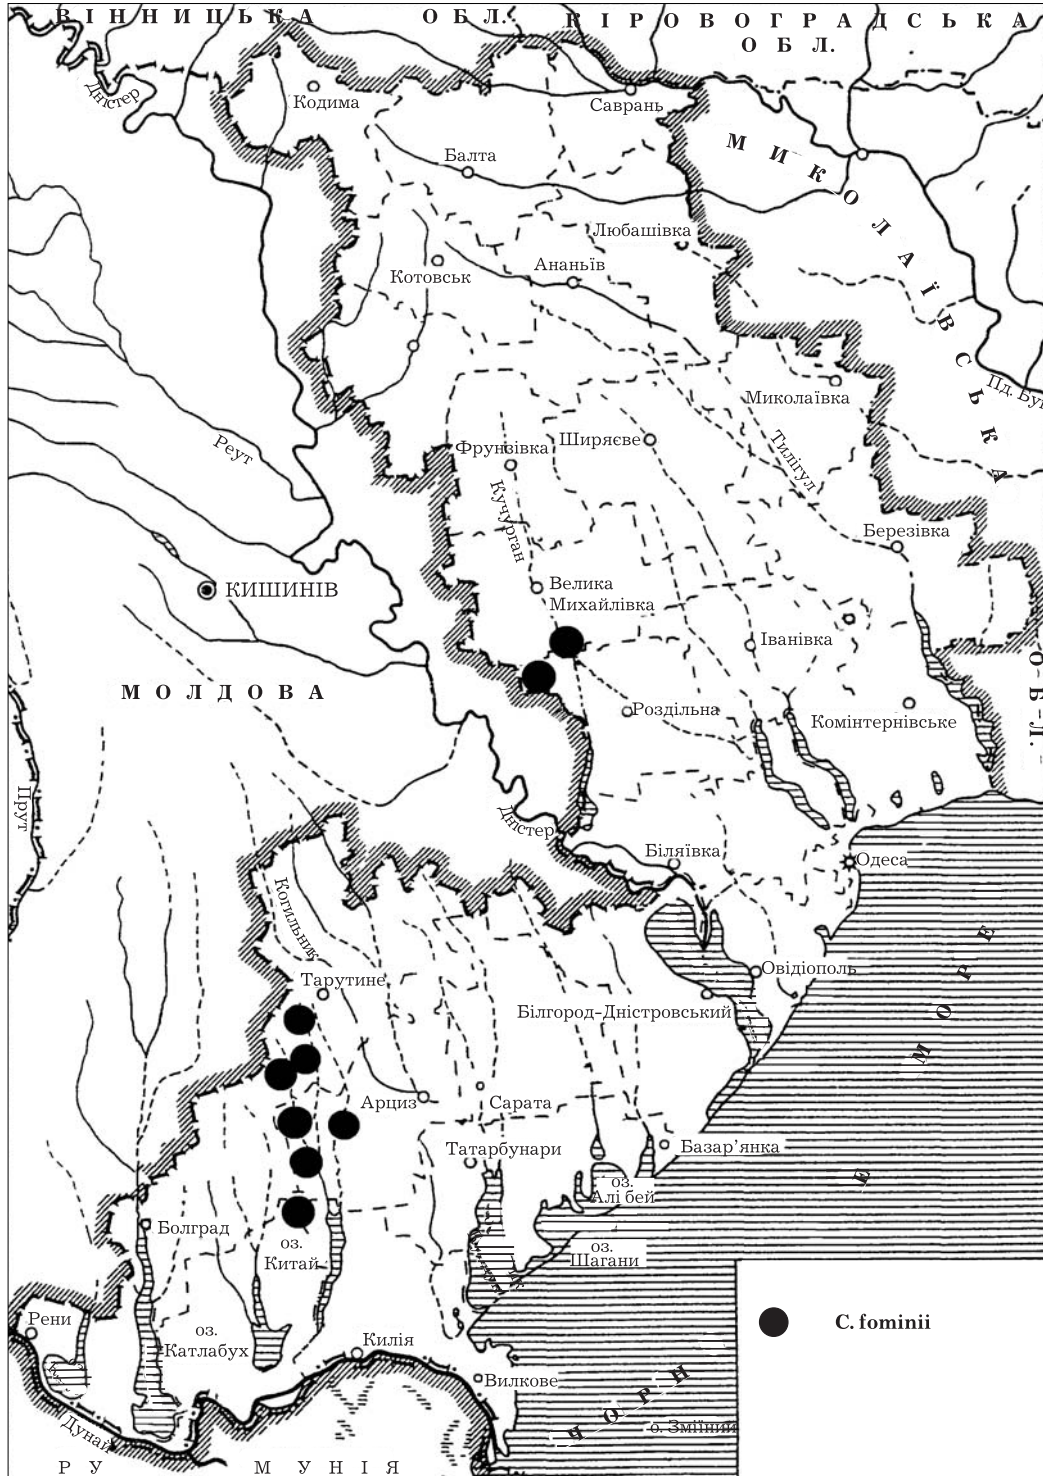 ВІННИЦЬКА ОБЛ. КІРОВОГРАДСЬКА
ОБЛ.
Дністер
Кодима
Саврань
МИКОЛАЇВСЬКА
Балта
Любашівка
Ананьїв
Котовськ
Пд. Буг
Миколаївка
Реут
Фрунзівка
Ширяєве
Тилігул
Кучурган
Березівка
КИШИНІВ
Велика
Михайлівка
Іванівка
ОБЛ.
МОЛДОВА
Роздільна
Комінтернівське
Прут
Дністер
Біляївка
Одеса
Когильник
Тарутине
Овідіополь
Білгород-Дністровський
Арциз
Сарата
Татарбунари
Базар’янка
оз.
Алі бей
Болград
оз.
Китай
оз.
Шагани
Рени
оз.
Катлабух
Килія
Вилкове
ЧОРНЕ МОРЕ
о. Зміїний
Дунай
РУМУНІЯ
C. fominii